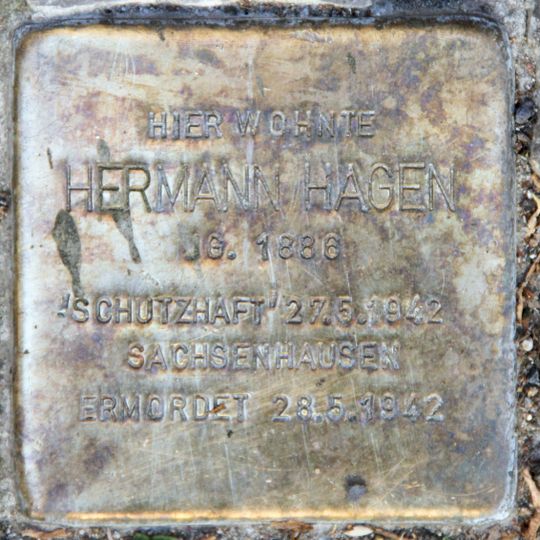 HIER WOHNTE
HERMANN HAGEN
JG. 1886
'SCHUTZHAFT' 27.5.1942
SACHSENHAUSEN
ERMORDET 28.5.1942